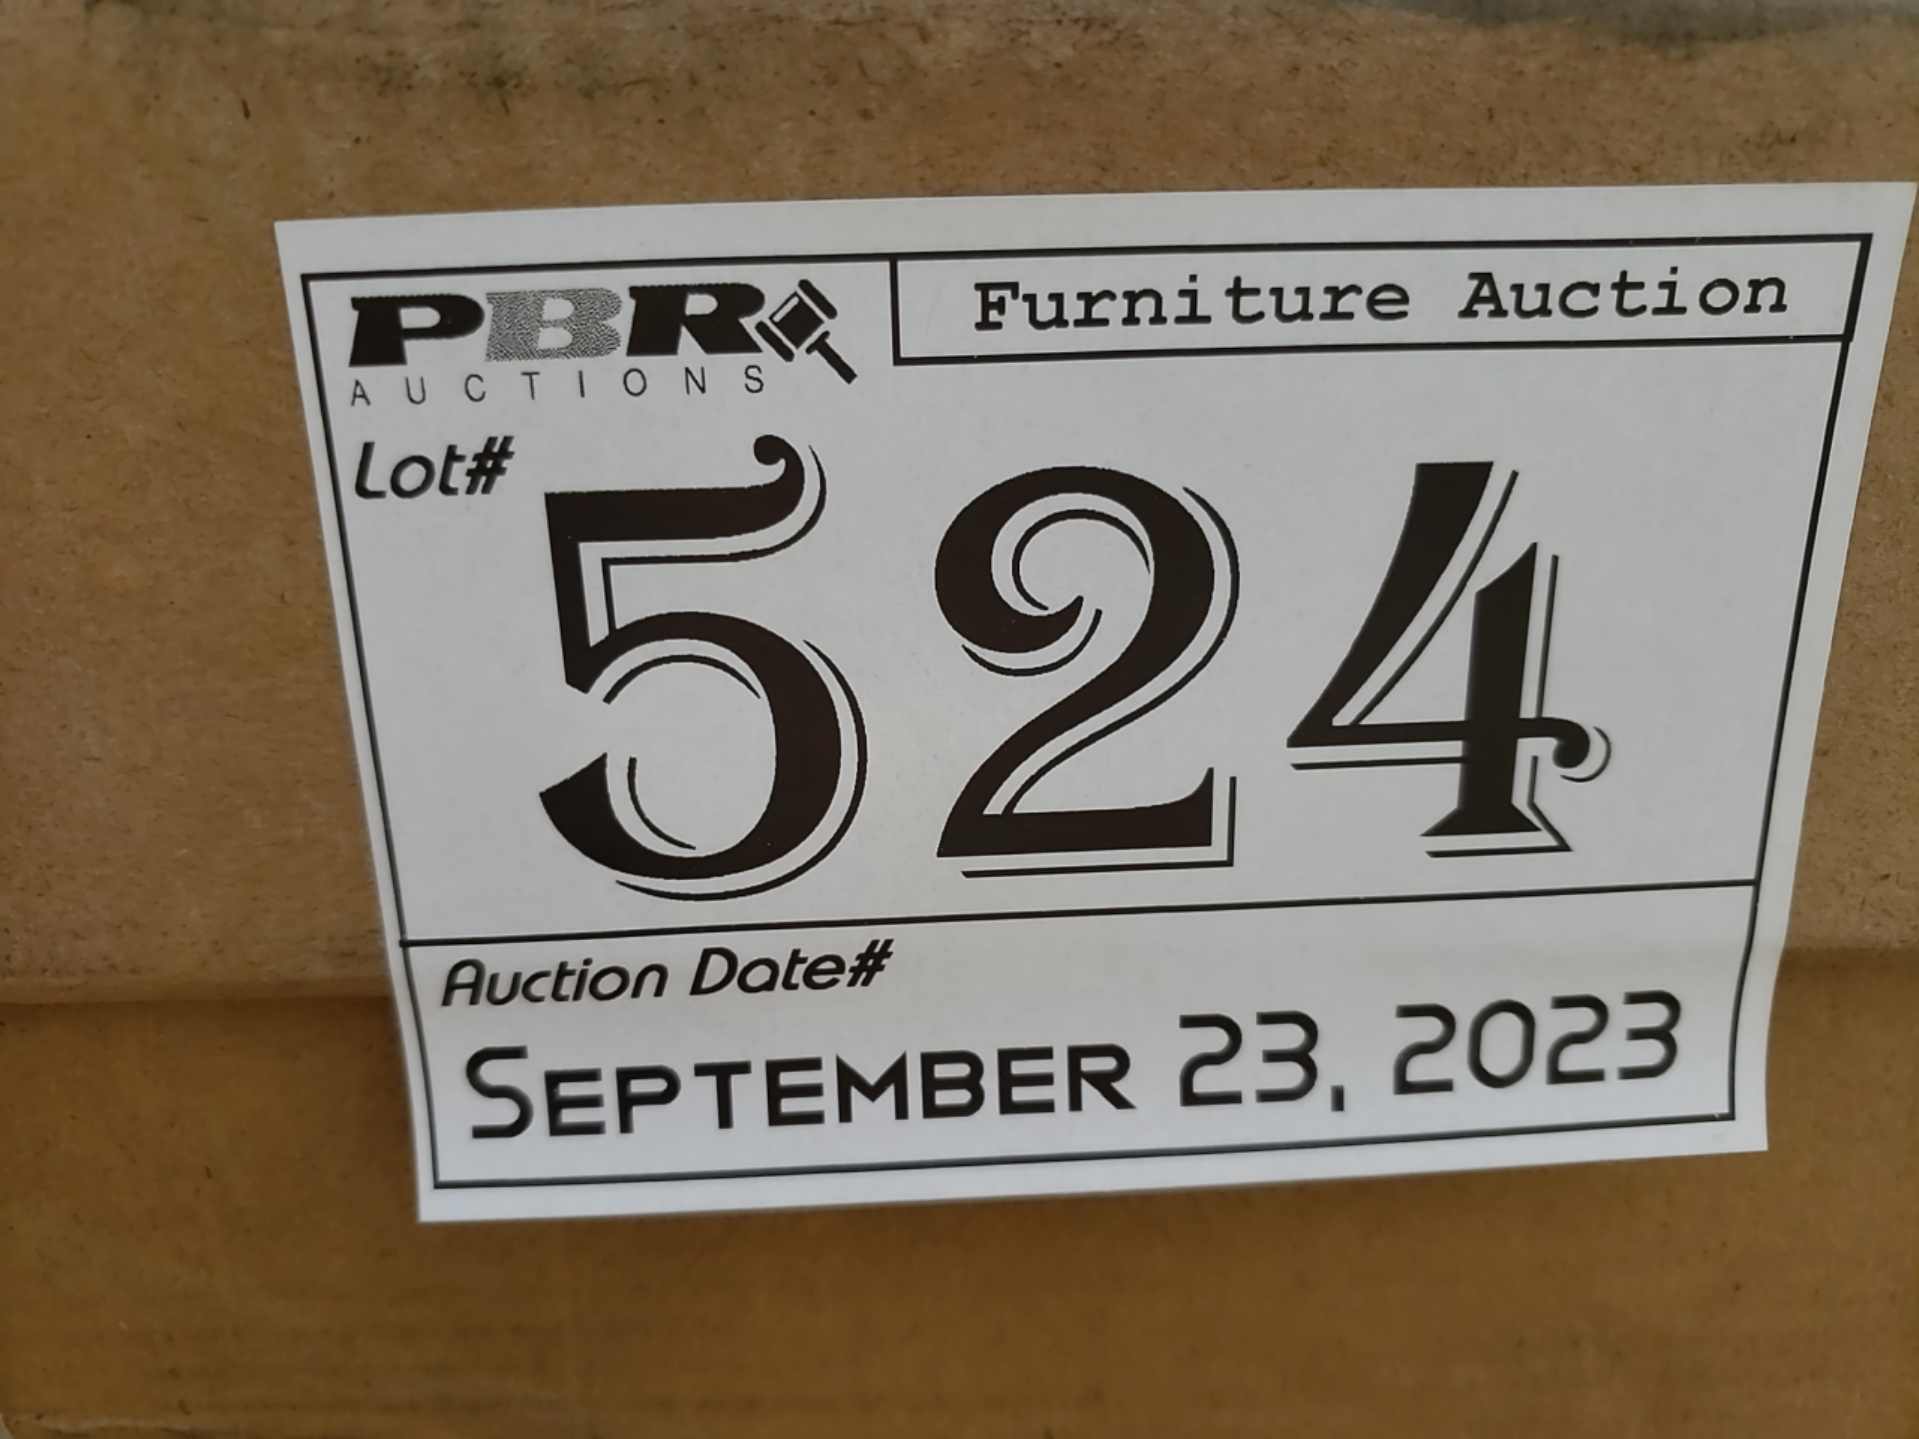 PBR
AUCTIONS
Furniture Auction
Lot#
524
Auction Date#
SEPTEMBER 23, 2023